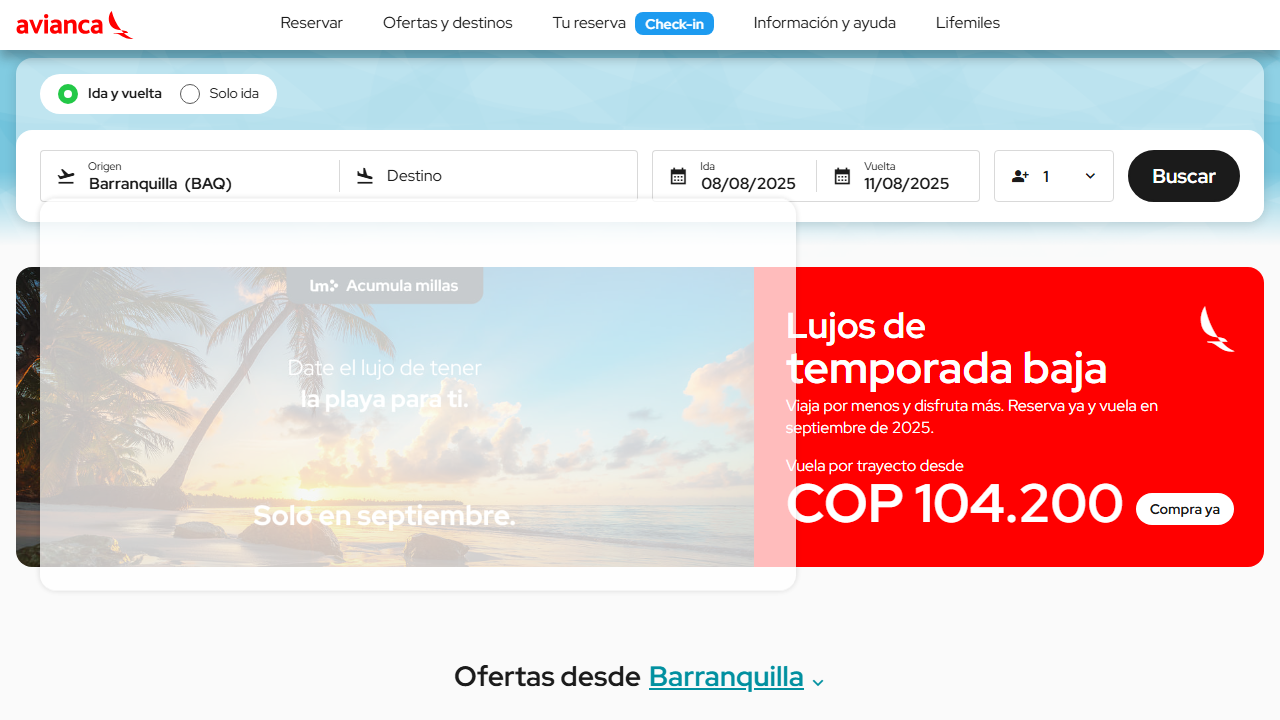 avianca
Reservar
Ofertas y destinos
Tu reserva
Check-in
Información y ayuda
Lifemiles
Ida y vuelta
Solo ida
Origen
Barranquilla (BAQ)
Destino
Ida
08/08/2025
Vuelta
11/08/2025
1
Buscar
lm Acumula millas
Date el lujo de tener
la playa para ti.
Solo en septiembre.
Lujos de
temporada baja
Viaja por menos y disfruta más. Reserva ya y vuela en
septiembre de 2025.
Vuela por trayecto desde
COP 104.200
Compra ya
Ofertas desde Barranquilla